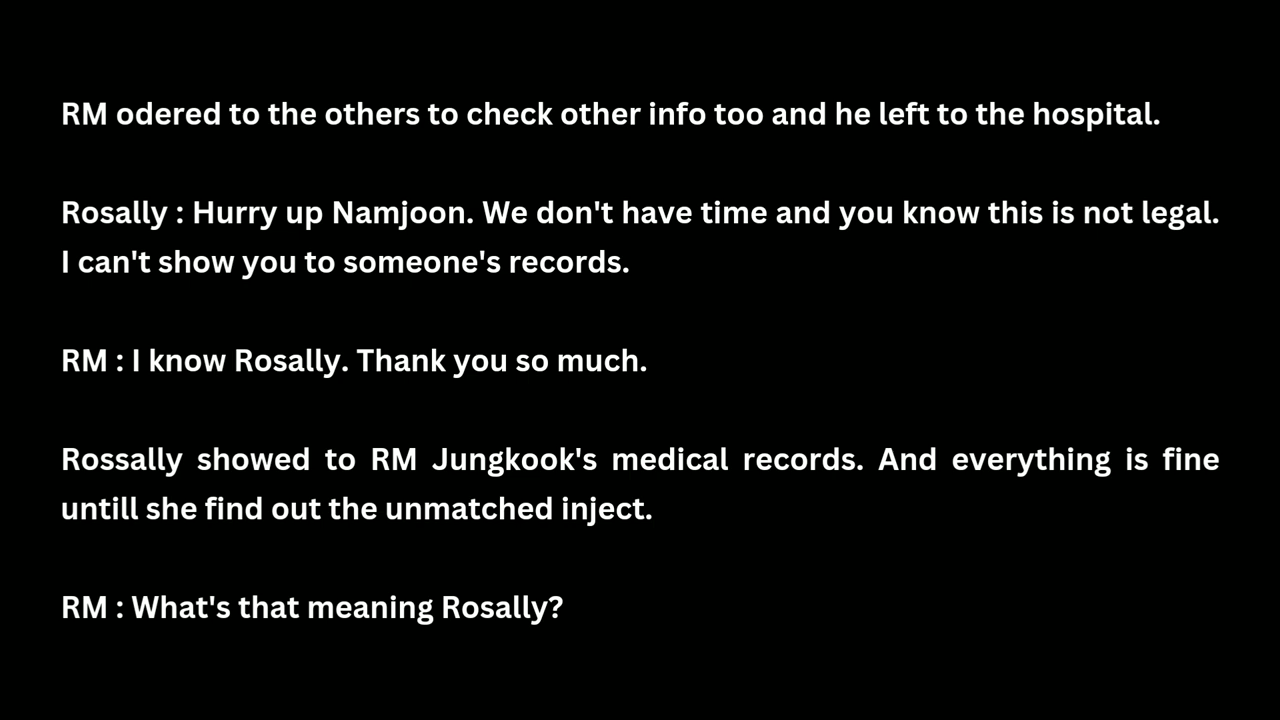 RM odered to the others to check other info too and he left to the hospital.
Rosally : Hurry up Namjoon. We don't have time and you know this is not legal.
I can't show you to someone's records.
RM : I know Rosally. Thank you so much.
Rossally showed to RM Jungkook's medical records. And everything is fine
untill she find out the unmatched inject.
RM : What's that meaning Rosally?